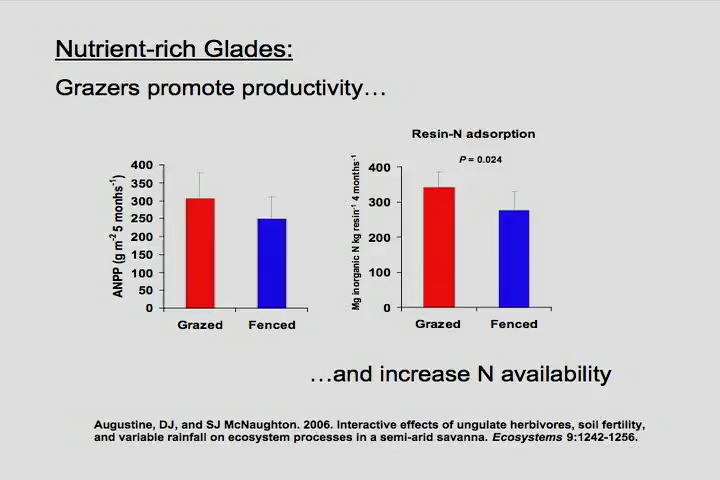 Nutrient-rich Glades:
Grazers promote productivity…
Resin-N adsorption
P = 0.024
ANPP (g m-2 5 monhs-1)
400
350
300
250
200
150
100
50
0
Grazed Fenced
Mg inorganic N kg resin-1 4 months-1
400
300
200
100
0
Grazed Fenced
…and increase N availability
Augustine, DJ, and SJ McNaughton. 2006. Interactive effects of ungulate herbivores, soil fertility,
and variable rainfall on ecosystem processes in a semi-arid savanna. Ecosystems 9:1242-1256.